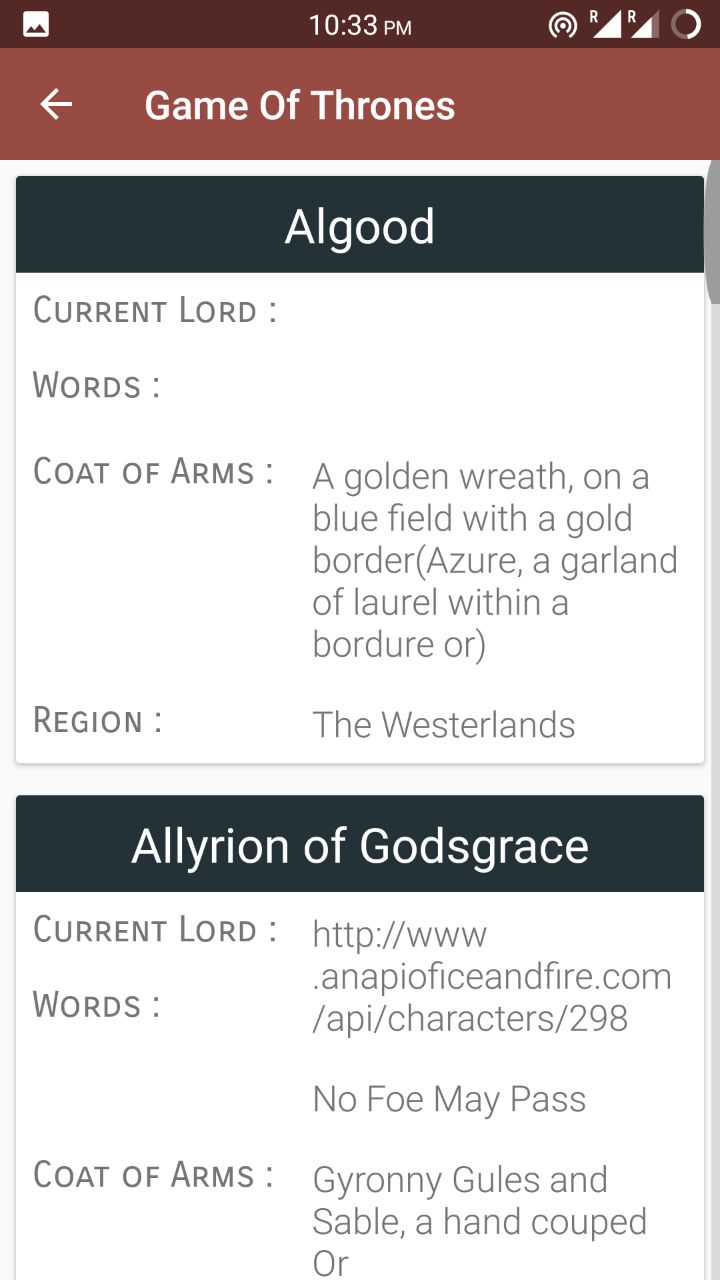 10:33 PM
R R
Game Of Thrones
Algood
Current Lord :
Words :
Coat of Arms : A golden wreath, on a
blue field with a gold
border(Azure, a garland
of laurel within a
bordure or)
Region : The Westerlands
Allyrion of Godsgrace
Current Lord : http://www
.anapioficeandfire.com
Words :
/api/characters/298
No Foe May Pass
Coat of Arms : Gyronny Gules and
Sable, a hand couped
Or